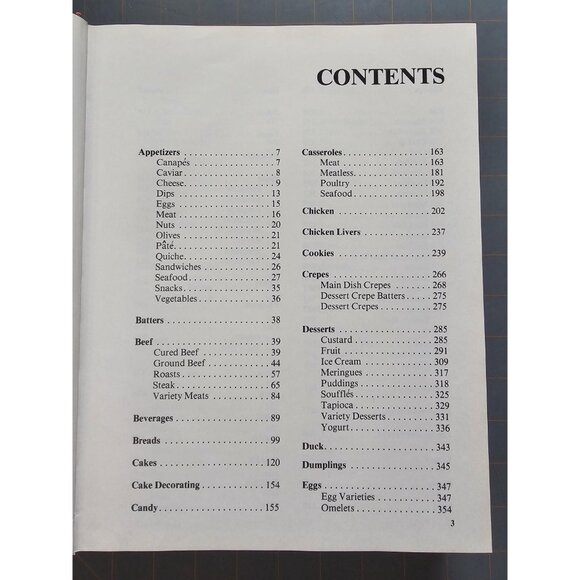 CONTENTS
Appetizers . . . . . . . . . . . . . . . . 7
Canapés . . . . . . . . . . . . . . . 7
Caviar . . . . . . . . . . . . . . . . 8
Cheese. . . . . . . . . . . . . . . . 9
Dips . . . . . . . . . . . . . . . . . 13
Eggs . . . . . . . . . . . . . . . . . 15
Meat . . . . . . . . . . . . . . . . . 16
Nuts . . . . . . . . . . . . . . . . . 20
Olives . . . . . . . . . . . . . . . . 21
Pâté. . . . . . . . . . . . . . . . . . 21
Quiche . . . . . . . . . . . . . . . . 24
Sandwiches . . . . . . . . . . . . . 26
Seafood . . . . . . . . . . . . . . . 27
Snacks . . . . . . . . . . . . . . . . 35
Vegetables . . . . . . . . . . . . . 36
Batters . . . . . . . . . . . . . . . . . . 38
Beef . . . . . . . . . . . . . . . . . . . . 39
Cured Beef . . . . . . . . . . . . . 39
Ground Beef . . . . . . . . . . . . 44
Roasts . . . . . . . . . . . . . . . . 57
Steak . . . . . . . . . . . . . . . . . 65
Variety Meats . . . . . . . . . . . 84
Beverages . . . . . . . . . . . . . . . . 89
Breads . . . . . . . . . . . . . . . . . . 99
Cakes . . . . . . . . . . . . . . . . . . 120
Cake Decorating . . . . . . . . . . 154
Candy . . . . . . . . . . . . . . . . . . 155
Casseroles . . . . . . . . . . . . . . . 163
Meat . . . . . . . . . . . . . . . . . 163
Meatless. . . . . . . . . . . . . . . 181
Poultry . . . . . . . . . . . . . . . 192
Seafood . . . . . . . . . . . . . . . 198
Chicken . . . . . . . . . . . . . . . . . 202
Chicken Livers . . . . . . . . . . . . 237
Cookies . . . . . . . . . . . . . . . . . 239
Crepes . . . . . . . . . . . . . . . . . . 266
Main Dish Crepes . . . . . . . . 268
Dessert Crepe Batters . . . . . 275
Dessert Crepes . . . . . . . . . . 275
Desserts . . . . . . . . . . . . . . . . . 285
Custard . . . . . . . . . . . . . . . 285
Fruit . . . . . . . . . . . . . . . . . 291
Ice Cream . . . . . . . . . . . . . 309
Meringues . . . . . . . . . . . . . 317
Puddings . . . . . . . . . . . . . . 318
Soufflés . . . . . . . . . . . . . . . 325
Tapioca . . . . . . . . . . . . . . . 329
Variety Desserts . . . . . . . . . 331
Yogurt . . . . . . . . . . . . . . . . 336
Duck. . . . . . . . . . . . . . . . . . . . 343
Dumplings . . . . . . . . . . . . . . . 345
Eggs . . . . . . . . . . . . . . . . . . . . 347
Egg Varieties . . . . . . . . . . . . 347
Omelets . . . . . . . . . . . . . . . 354
3